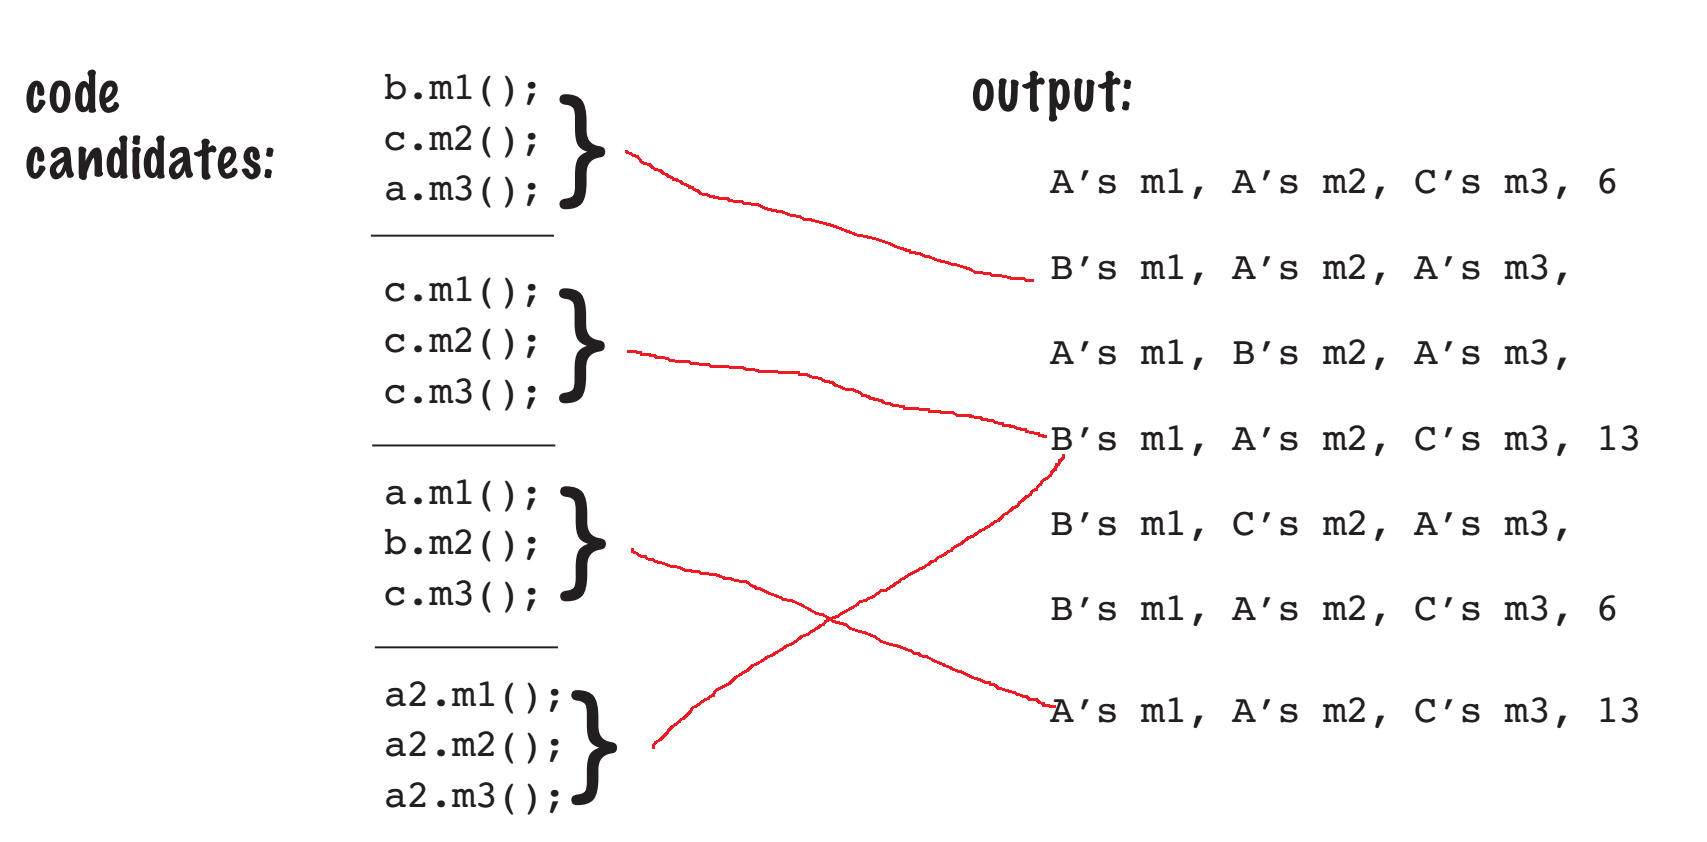 code
candidates:
b.m1();
c.m2();
a.m3();
c.m1();
c.m2();
c.m3();
a.m1();
b.m2();
c.m3();
a2.m1();
a2.m2();
a2.m3();
output:
A’s m1, A’s m2, C’s m3, 6
B’s m1, A’s m2, A’s m3,
A’s m1, B’s m2, A’s m3,
B’s m1, A’s m2, C’s m3, 13
B’s m1, C’s m2, A’s m3,
B’s m1, A’s m2, C’s m3, 6
A’s m1, A’s m2, C’s m3, 13